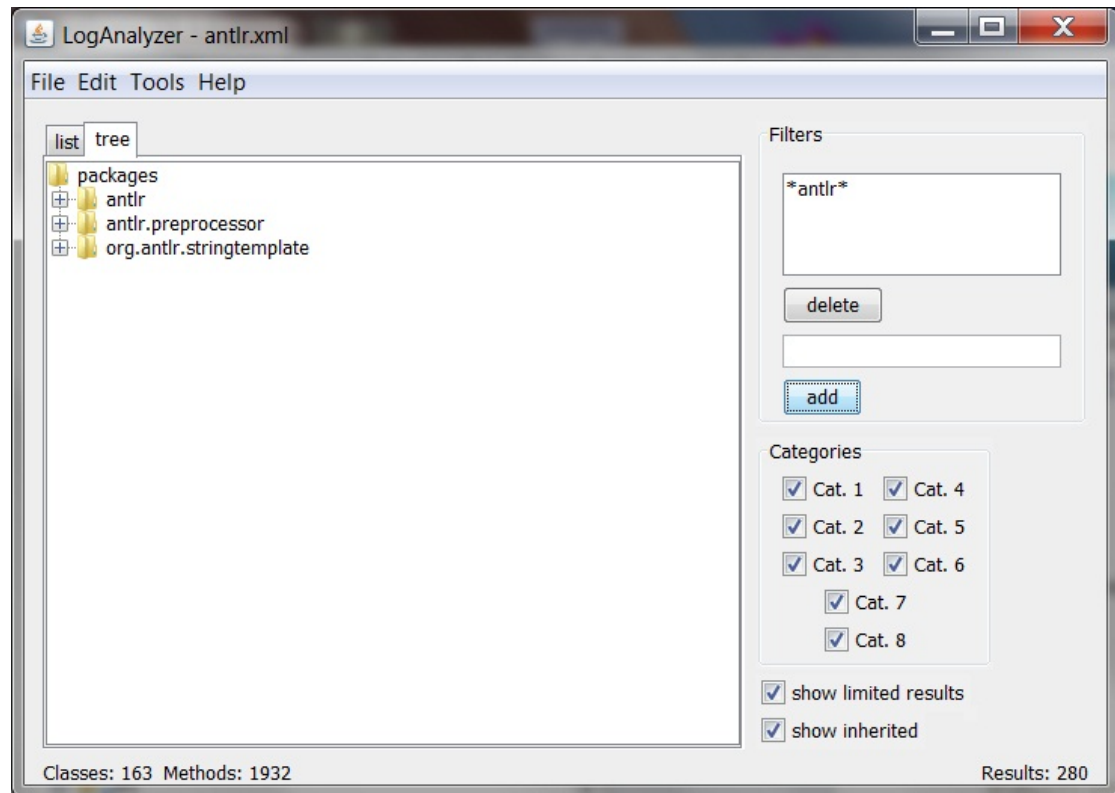 LogAnalyzer - antlr.xml
File Edit Tools Help
list tree
packages
antlr
antlr.preprocessor
org.antlr.stringtemplate
Filters
*antlr*
delete
add
Categories
Cat. 1 Cat. 4
Cat. 2 Cat. 5
Cat. 3 Cat. 6
Cat. 7
Cat. 8
show limited results
show inherited
Classes: 163 Methods: 1932
Results: 280